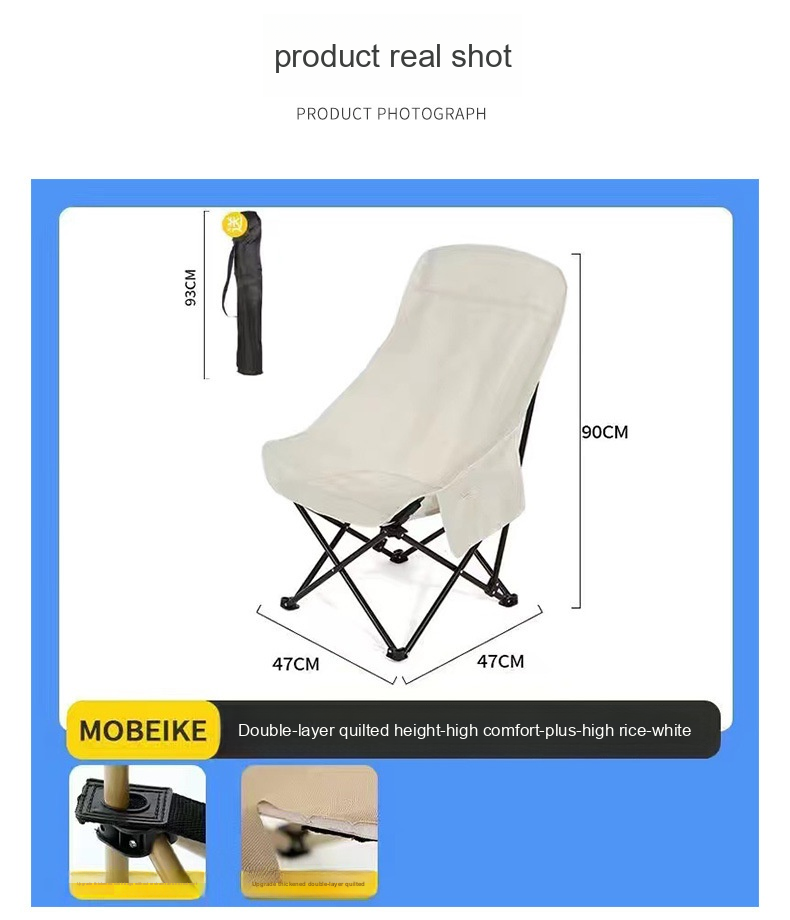 product real shot
PRODUCT PHOTOGRAPH
送
93CM
90CM
47CM
47CM
MOBEIKE
Double-layer quilted height-high comfort-plus-high rice-white
Upgrade thickened double-layer quilted